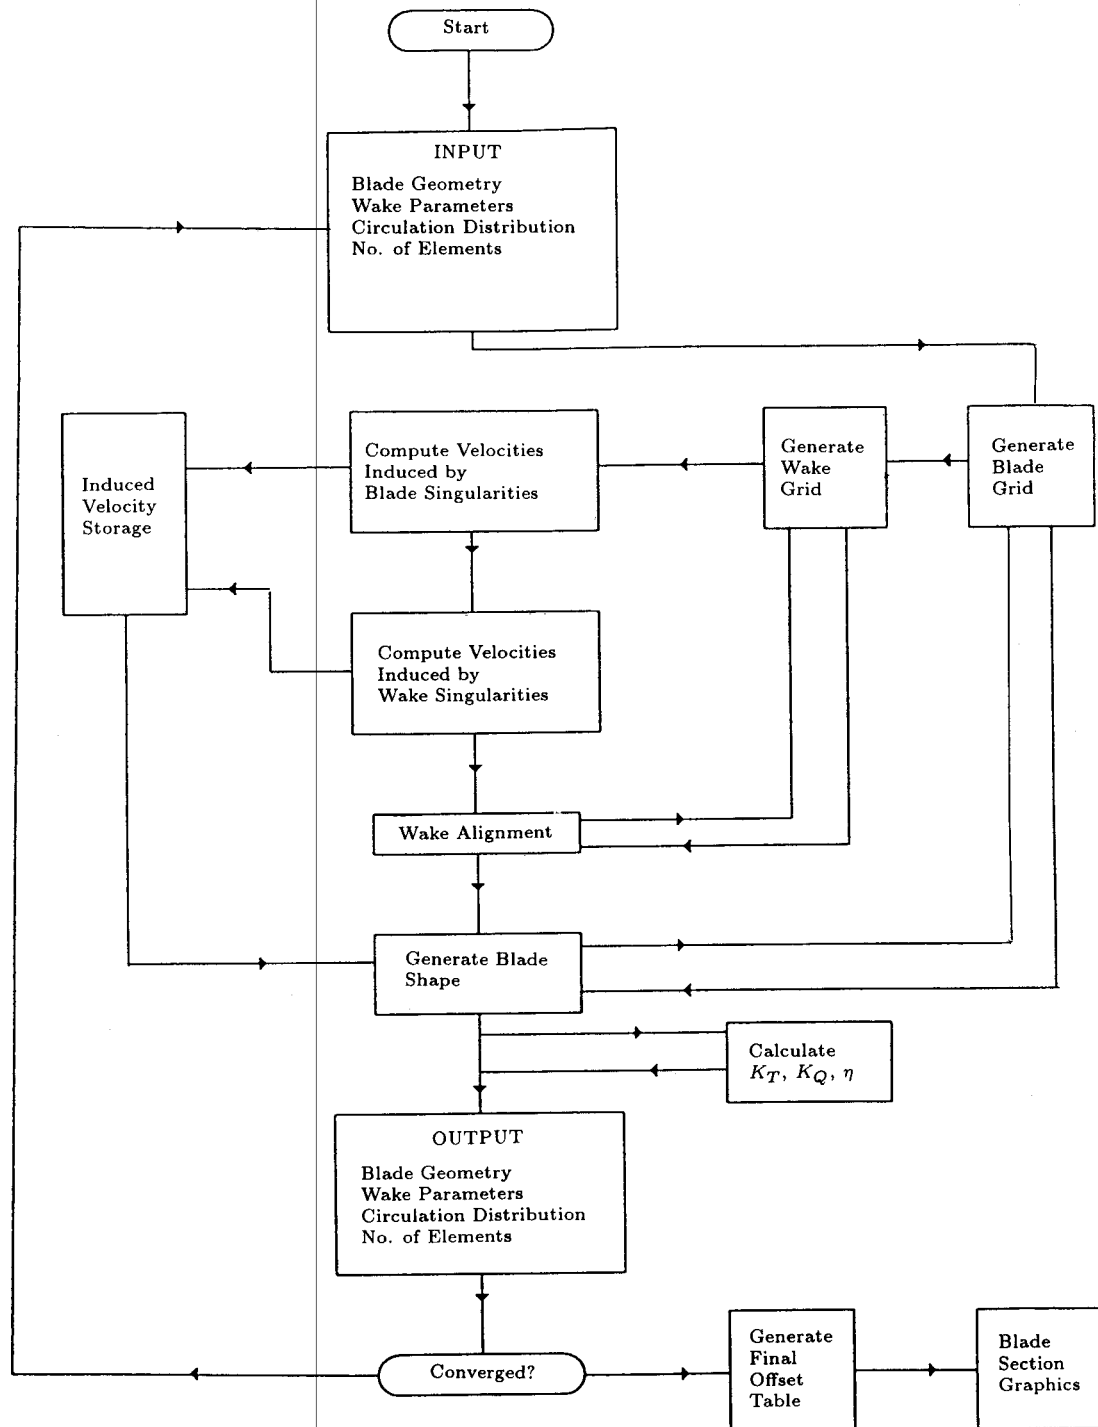 Start
INPUT
Blade Geometry
Wake Parameters
Circulation Distribution
No. of Elements
Induced
Velocity
Storage
Compute Velocities
Induced by
Blade Singularities
Generate
Wake
Grid
Generate
Blade
Grid
Compute Velocities
Induced by
Wake Singularities
Wake Alignment
Generate Blade
Shape
Calculate
K_T, K_Q, η
OUTPUT
Blade Geometry
Wake Parameters
Circulation Distribution
No. of Elements
Converged?
Generate
Final
Offset
Table
Blade
Section
Graphics